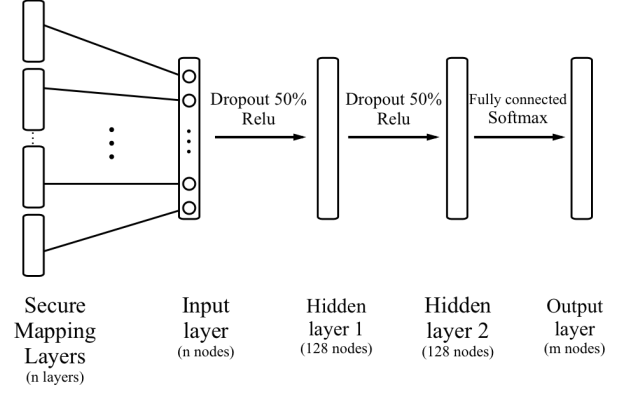 Dropout 50%
Relu
Dropout 50%
Relu
Fully connected
Softmax
Secure
Mapping
Layers
(n layers)
Input
layer
(n nodes)
Hidden
layer 1
(128 nodes)
Hidden
layer 2
(128 nodes)
Output
layer
(m nodes)